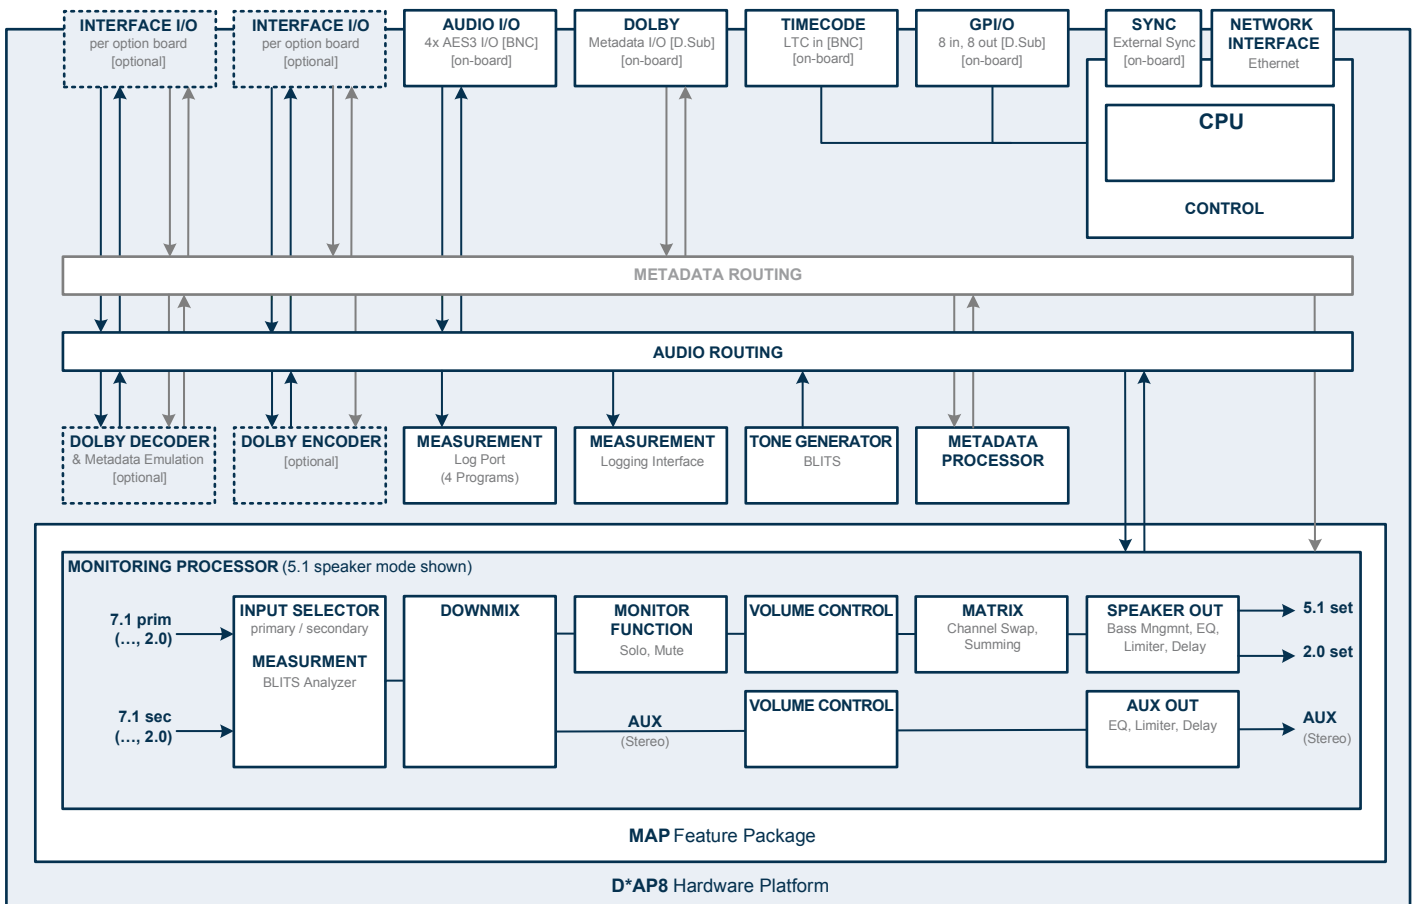 INTERFACE I/O
per option board
[optional]
INTERFACE I/O
per option board
[optional]
AUDIO I/O
4x AES3 I/O [BNC]
[on-board]
DOLBY
Metadata I/O [D.Sub]
[on-board]
TIMECODE
LTC in [BNC]
[on-board]
GPI/O
8 in, 8 out [D.Sub]
[on-board]
SYNC
External Sync
[on-board]
NETWORK
INTERFACE
Ethernet
CPU
CONTROL
METADATA ROUTING
AUDIO ROUTING
DOLBY DECODER
& Metadata Emulation
[optional]
DOLBY ENCODER
[optional]
MEASUREMENT
Log Port
(4 Programs)
MEASUREMENT
Logging Interface
TONE GENERATOR
BLITS
METADATA
PROCESSOR
MONITORING PROCESSOR (5.1 speaker mode shown)
7.1 prim
(…, 2.0)
7.1 sec
(…, 2.0)
INPUT SELECTOR
primary / secondary
MEASURMENT
BLITS Analyzer
DOWNMIX
MONITOR
FUNCTION
Solo, Mute
VOLUME CONTROL
MATRIX
Channel Swap,
Summing
SPEAKER OUT
Bass Mngmnt, EQ,
Limiter, Delay
5.1 set
2.0 set
AUX
(Stereo)
VOLUME CONTROL
AUX OUT
EQ, Limiter, Delay
AUX
(Stereo)
MAP Feature Package
D*AP8 Hardware Platform